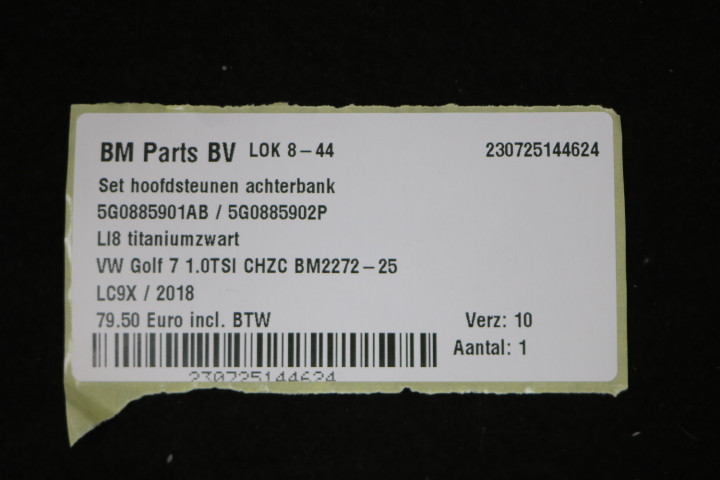 BM Parts BV LOK 8-44 230725144624
Set hoofdsteunen achterbank
5G0885901AB / 5G0885902P
LI8 titaniumzwart
VW Golf 7 1.0TSI CHZC BM2272-25
LC9X / 2018
79.50 Euro incl. BTW Verz: 10
Aantal: 1
230725144624